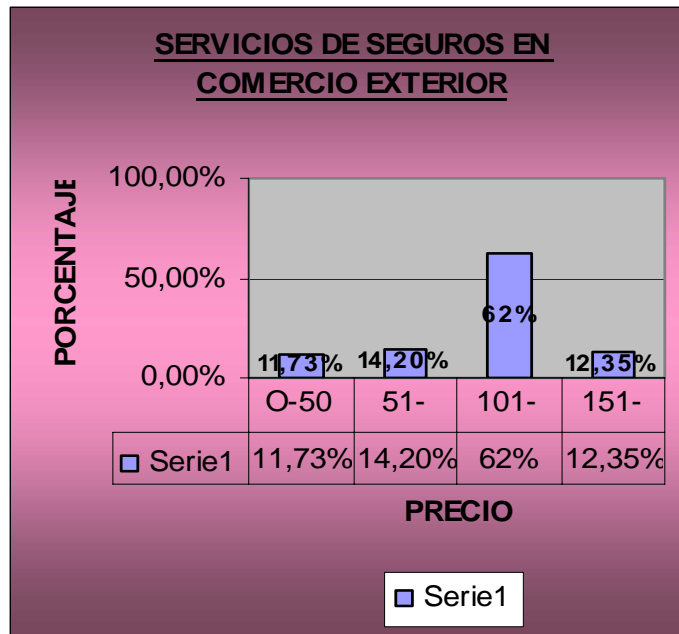 SERVICIOS DE SEGUROS EN
COMERCIO EXTERIOR
PORCENTAJE
100,00%
50,00%
0,00%
11,73%
14,20%
62%
12,35%
O-50 51- 101- 151-
Serie1 11,73% 14,20% 62% 12,35%
PRECIO
Serie1